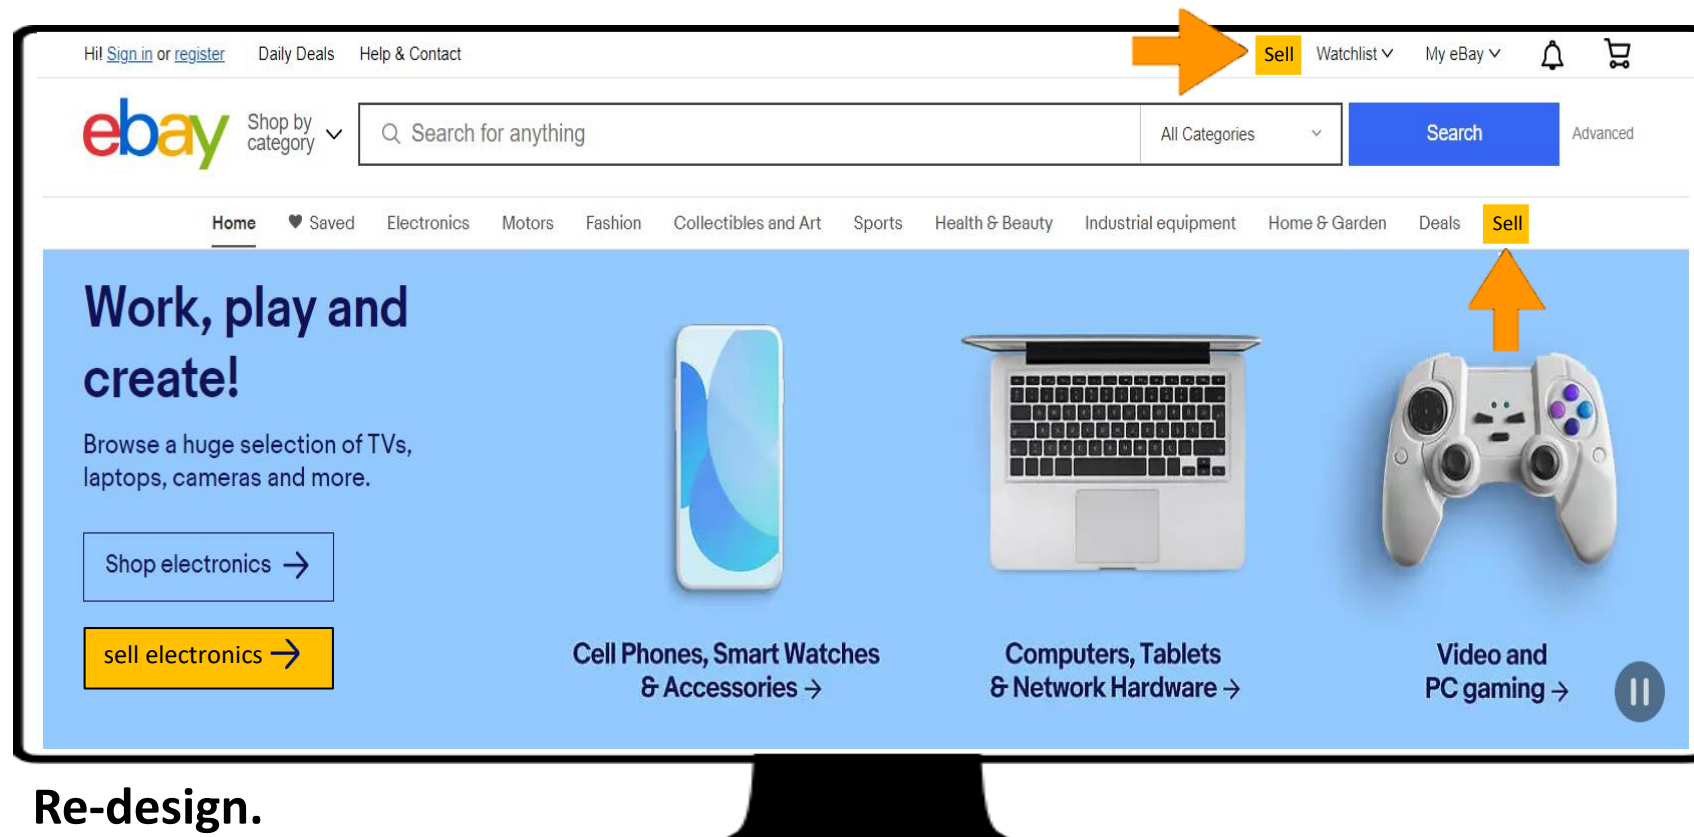 Hi! Sign in or register Daily Deals Help & Contact Sell Watchlist My eBay
ebay Shop by category Search for anything All Categories Search Advanced
Home Saved Electronics Motors Fashion Collectibles and Art Sports Health & Beauty Industrial equipment Home & Garden Deals Sell
Work, play and
create!
Browse a huge selection of TVs,
laptops, cameras and more.
Shop electronics →
sell electronics →
Cell Phones, Smart Watches
& Accessories →
Computers, Tablets
& Network Hardware →
Video and
PC gaming →
Re-design.